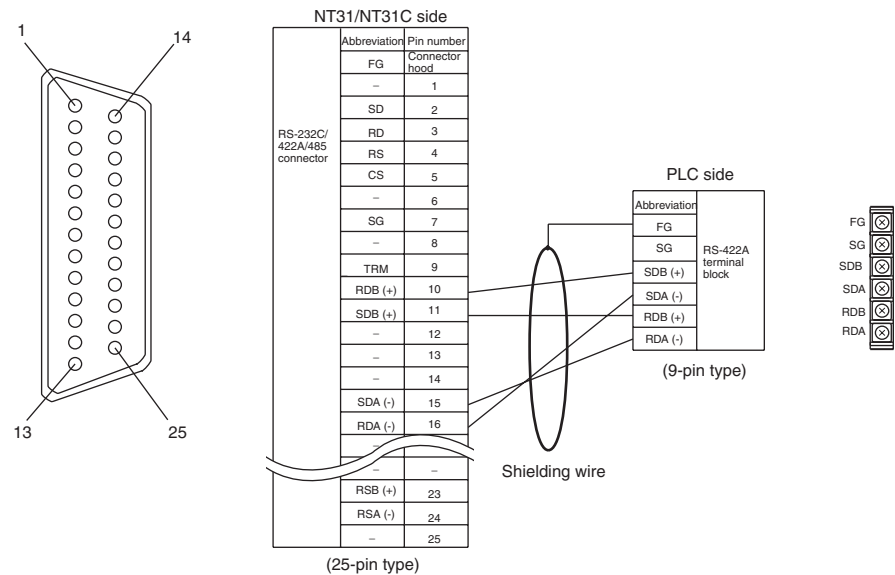 1
14
13
25
NT31/NT31C side
RS-232C/
422A/485
connector
Abbreviation Pin number
FG Connector
hood
– 1
SD 2
RD 3
RS 4
CS 5
– 6
SG 7
– 8
TRM 9
RDB (+) 10
SDB (+) 11
– 12
– 13
– 14
SDA (-) 15
RDA (-) 16
–
– –
RSB (+) 23
RSA (-) 24
– 25
(25-pin type)
Shielding wire
PLC side
Abbreviation
FG
SG
SDB (+)
SDA (-)
RDB (+)
RDA (-)
RS-422A
terminal
block
(9-pin type)
FG
SG
SDB
SDA
RDB
RDA